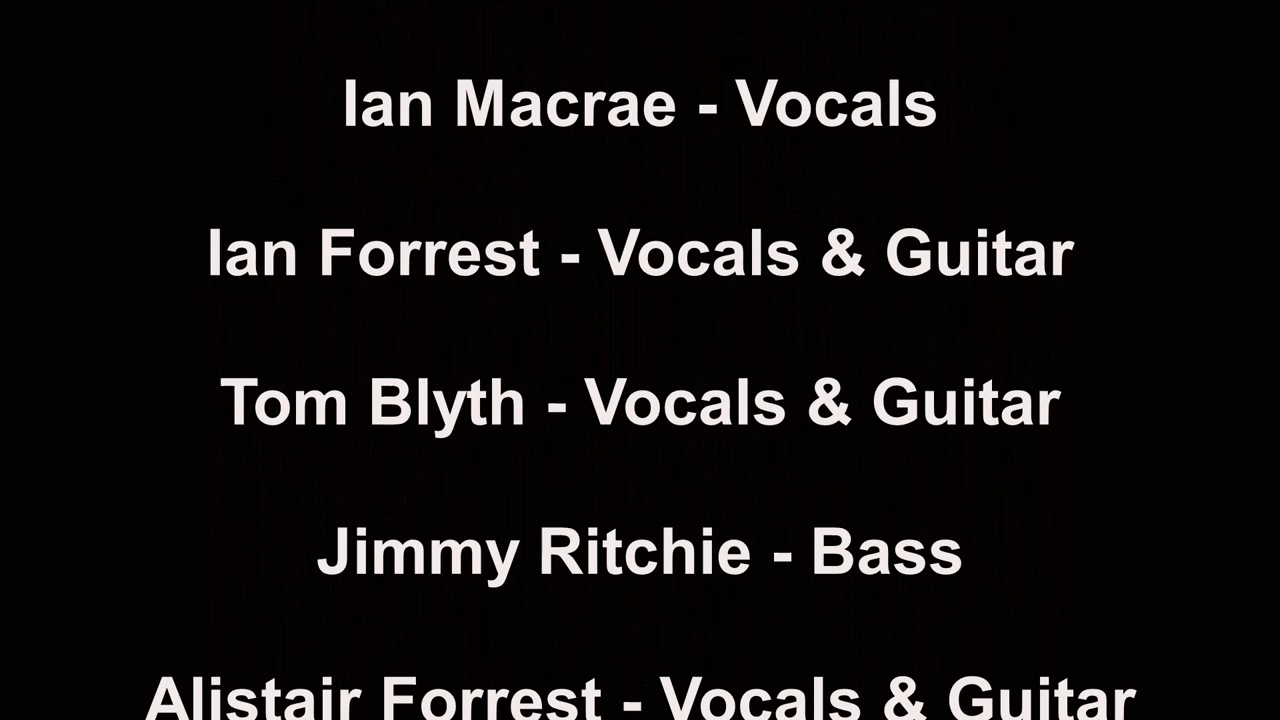 Ian Macrae - Vocals
Ian Forrest - Vocals & Guitar
Tom Blyth - Vocals & Guitar
Jimmy Ritchie - Bass
Alistair Forrest - Vocals & Guitar